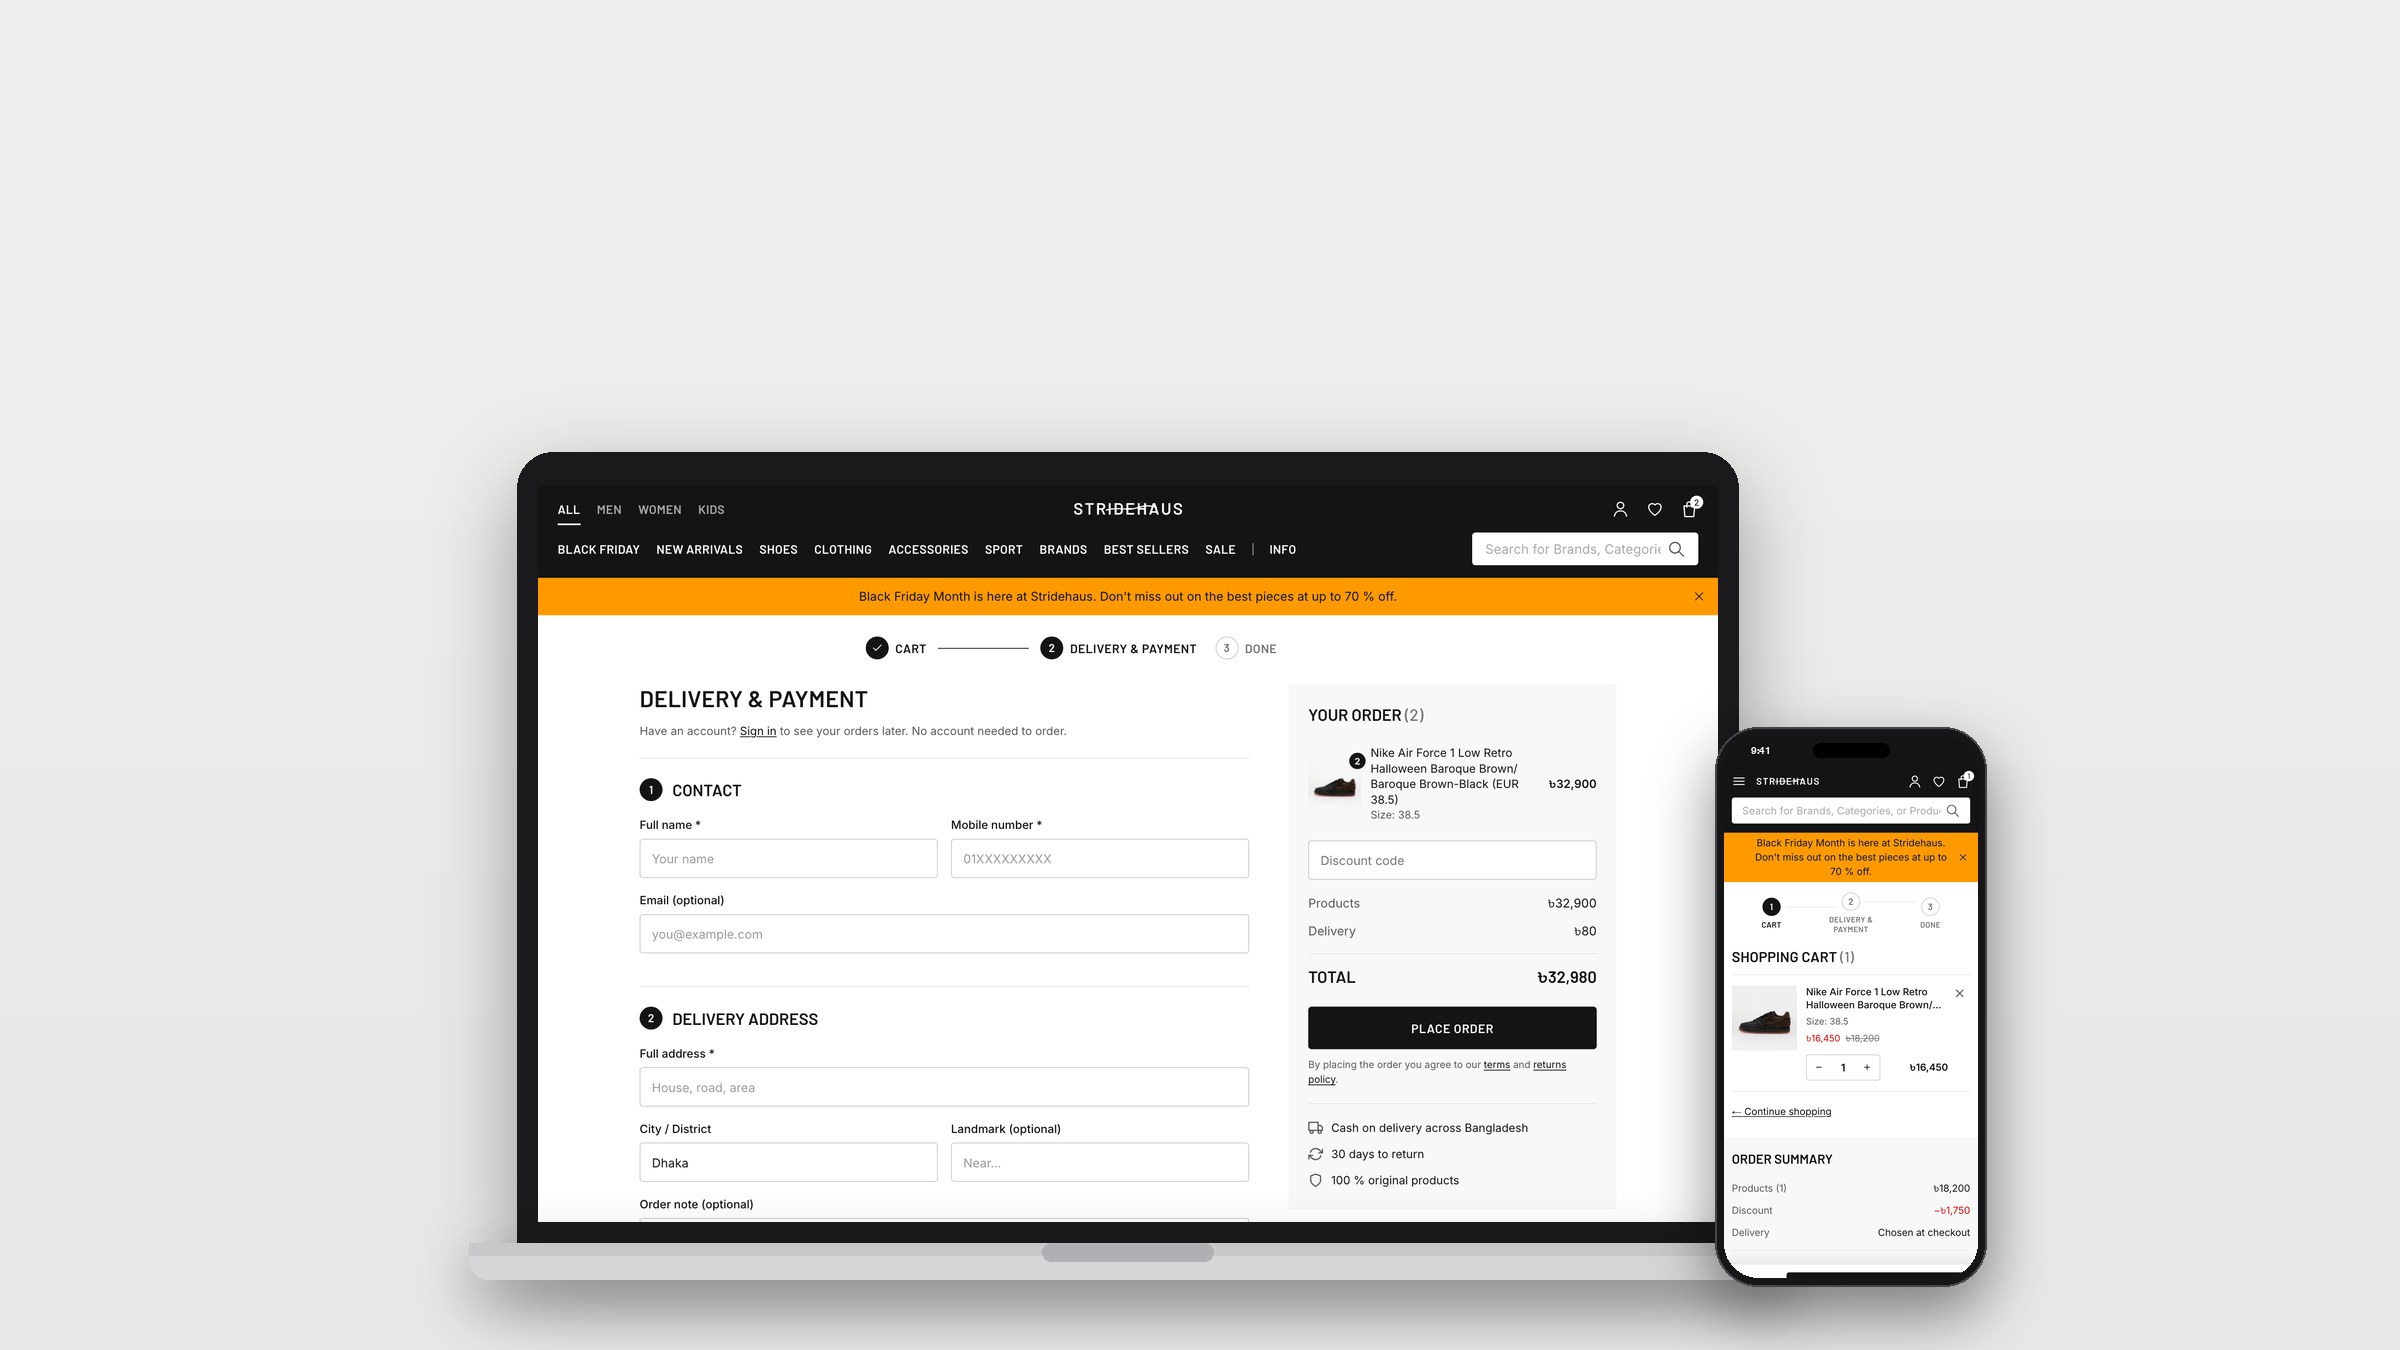 ALL MEN WOMEN KIDS
STRIDEHAUS
2
BLACK FRIDAY NEW ARRIVALS SHOES CLOTHING ACCESSORIES SPORT BRANDS BEST SELLERS SALE | INFO
Search for Brands, Categorie
Black Friday Month is here at Stridehaus. Don't miss out on the best pieces at up to 70 % off.
CART
2 DELIVERY & PAYMENT
3 DONE
DELIVERY & PAYMENT
Have an account? Sign in to see your orders later. No account needed to order.
1 CONTACT
Full name *
Your name
Mobile number *
01XXXXXXXXX
Email (optional)
you@example.com
2 DELIVERY ADDRESS
Full address *
House, road, area
City / District
Dhaka
Landmark (optional)
Near...
Order note (optional)
YOUR ORDER (2)
2
Nike Air Force 1 Low Retro
Halloween Baroque Brown/
Baroque Brown-Black (EUR
38.5)
Size: 38.5
৳32,900
Discount code
Products ৳32,900
Delivery ৳80
TOTAL ৳32,980
PLACE ORDER
By placing the order you agree to our terms and returns
policy.
Cash on delivery across Bangladesh
30 days to return
100 % original products
9:41
STRIDEHAUS
1
Search for Brands, Categories, or Produ
Black Friday Month is here at Stridehaus.
Don't miss out on the best pieces at up to
70 % off.
1 2 3
CART
DELIVERY &
PAYMENT
DONE
SHOPPING CART (1)
Nike Air Force 1 Low Retro
Halloween Baroque Brown/...
Size: 38.5
৳16,450 ৳18,200
− 1 + ৳16,450
← Continue shopping
ORDER SUMMARY
Products (1) ৳18,200
Discount −৳1,750
Delivery Chosen at checkout